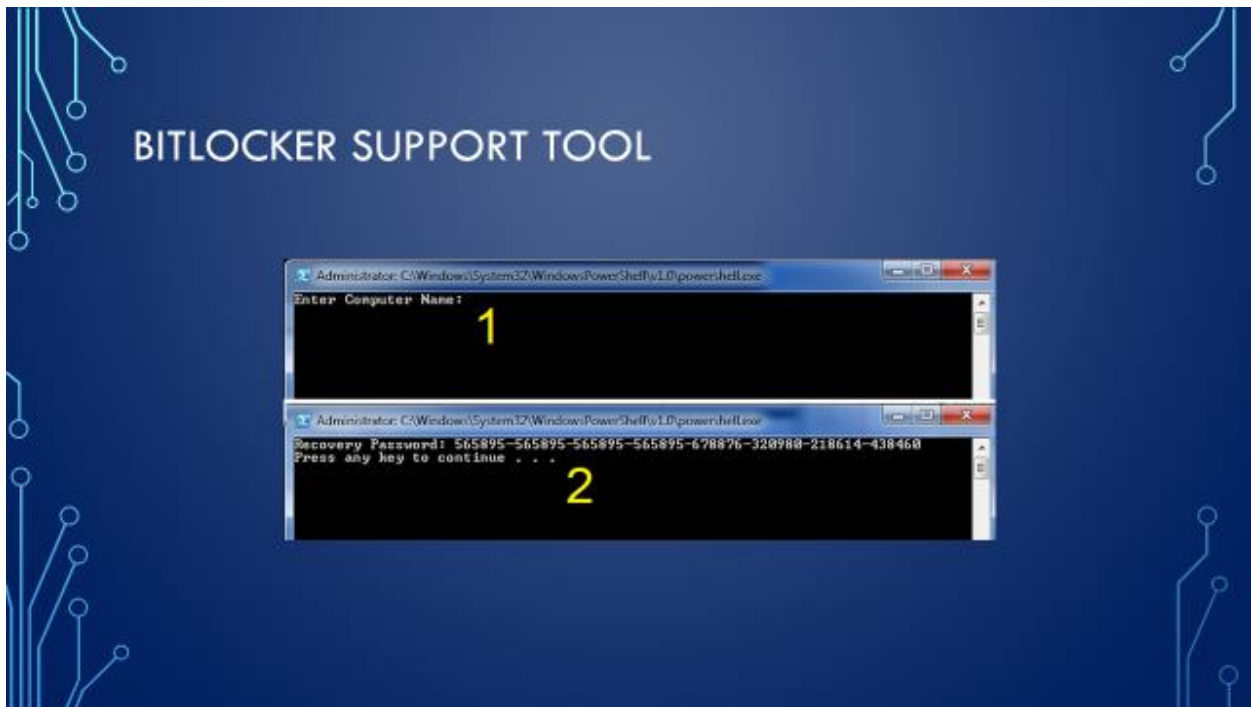 BITLOCKER SUPPORT TOOL
Administrator: C:\Windows\System32\WindowsPowerShell\v1.0\powershell.exe
Enter Computer Name:
1
Administrator: C:\Windows\System32\WindowsPowerShell\v1.0\powershell.exe
Recovery Password: 565895-565895-565895-565895-678876-320980-218614-438460
Press any key to continue . . .
2